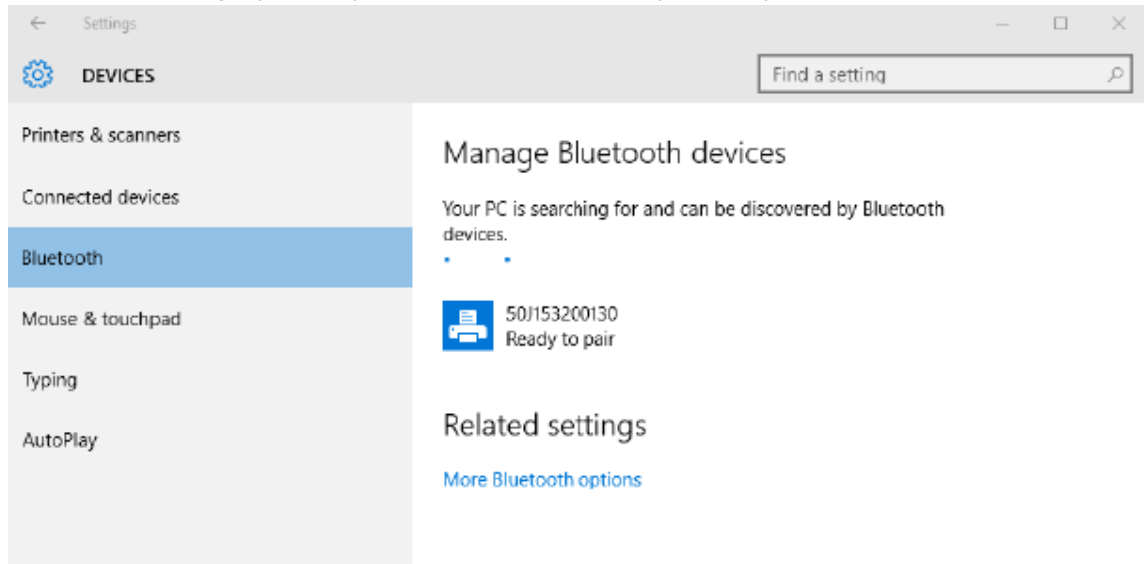 Settings
DEVICES
Find a setting
Printers & scanners
Connected devices
Bluetooth
Mouse & touchpad
Typing
AutoPlay
Manage Bluetooth devices
Your PC is searching for and can be discovered by Bluetooth
devices.
50J153200130
Ready to pair
Related settings
More Bluetooth options